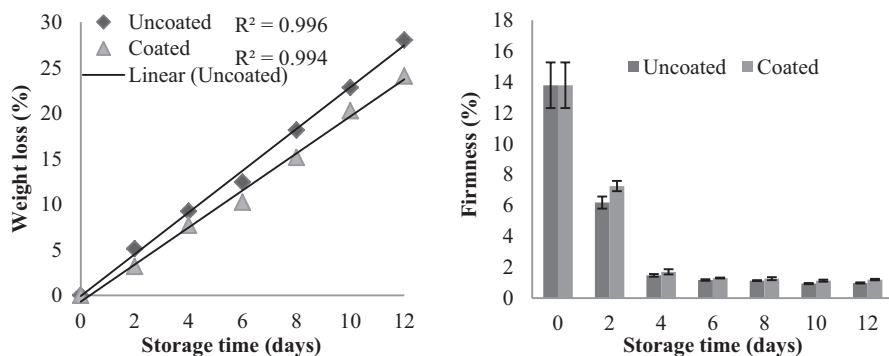 30
25
20
15
10
5
0
Weight loss (%)
Uncoated R² = 0.996
Coated R² = 0.994
Linear (Uncoated)
0 2 4 6 8 10 12
Storage time (days)
18
16
14
12
10
8
6
4
2
0
Firmness (%)
Uncoated Coated
0 2 4 6 8 10 12
Storage time (days)